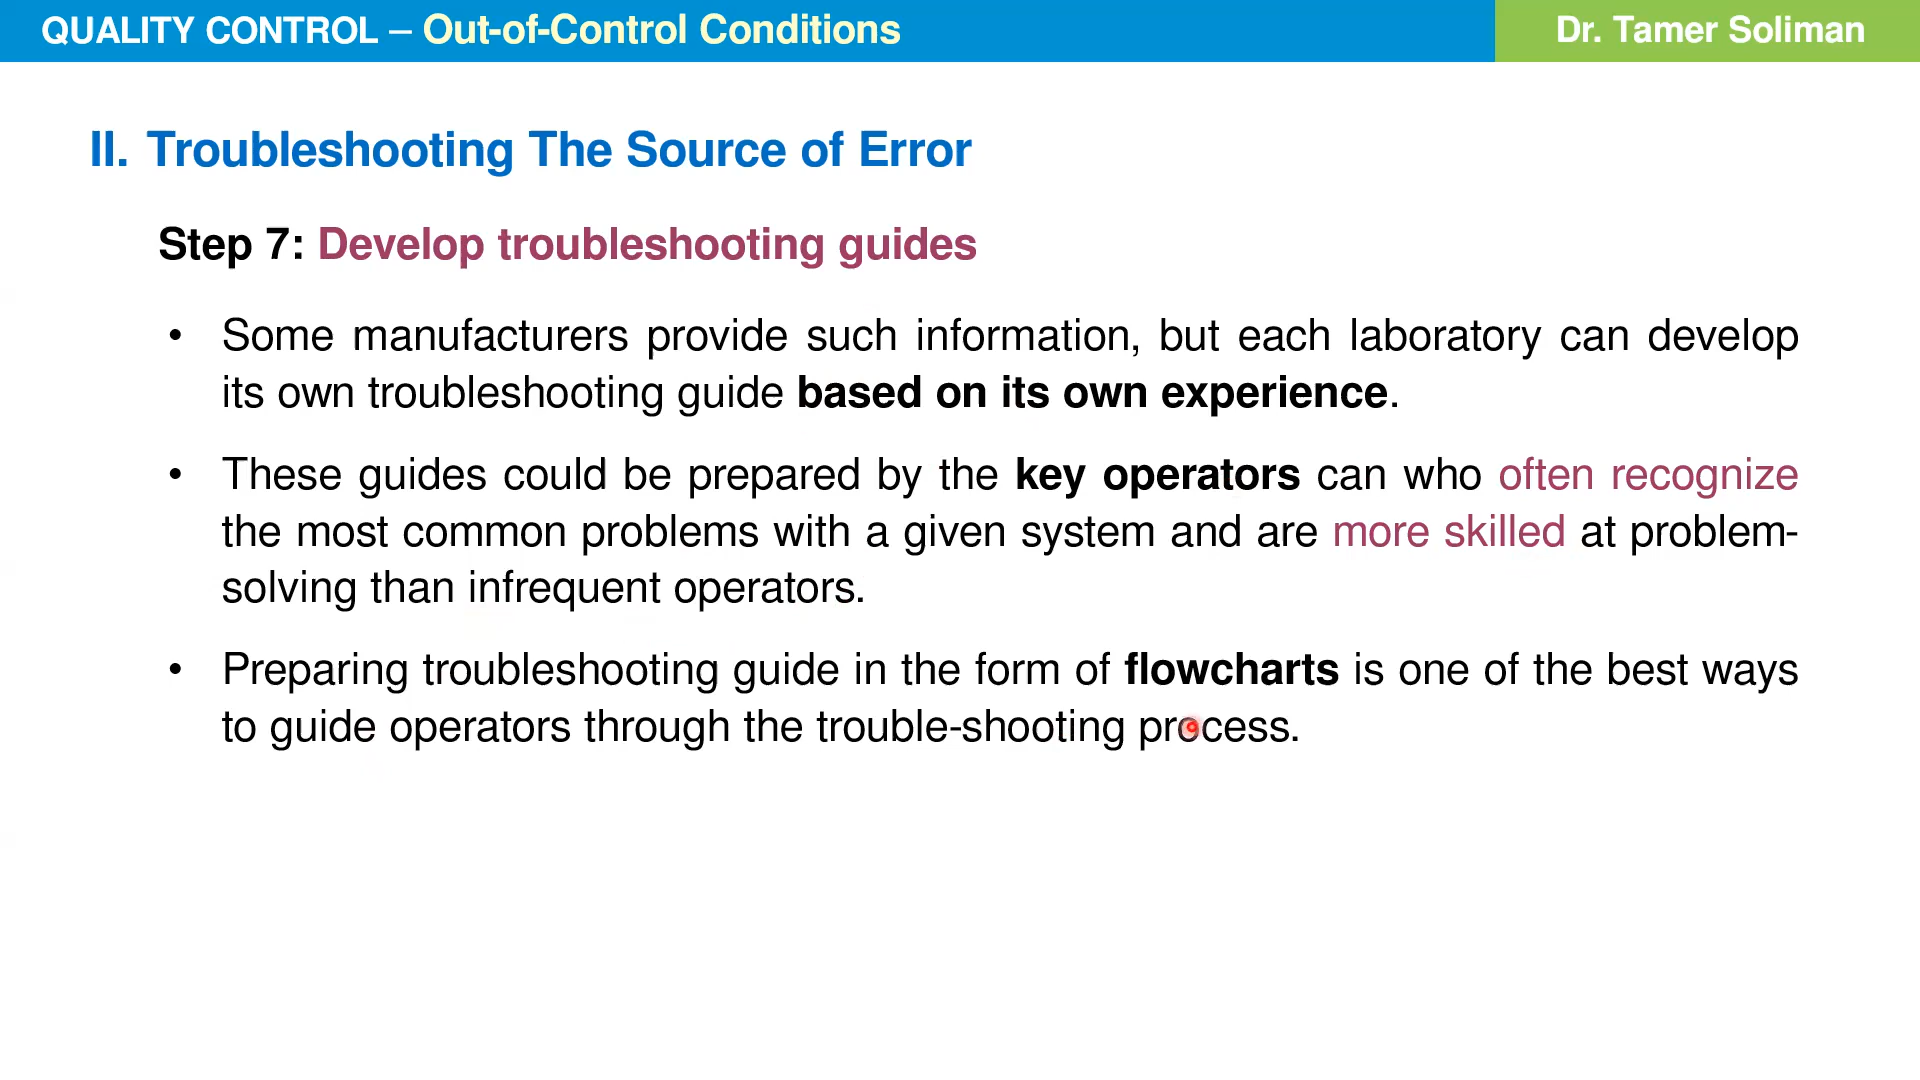 QUALITY CONTROL – Out-of-Control Conditions
Dr. Tamer Soliman
II. Troubleshooting The Source of Error
Step 7: Develop troubleshooting guides
• Some manufacturers provide such information, but each laboratory can develop
its own troubleshooting guide based on its own experience.
• These guides could be prepared by the key operators can who often recognize
the most common problems with a given system and are more skilled at problem-
solving than infrequent operators.
• Preparing troubleshooting guide in the form of flowcharts is one of the best ways
to guide operators through the trouble-shooting process.